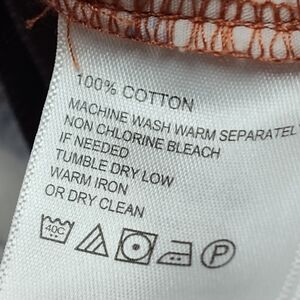 100% COTTON
MACHINE WASH WARM SEPARATELY
NON CHLORINE BLEACH
IF NEEDED
TUMBLE DRY LOW
WARM IRON
OR DRY CLEAN
40C P